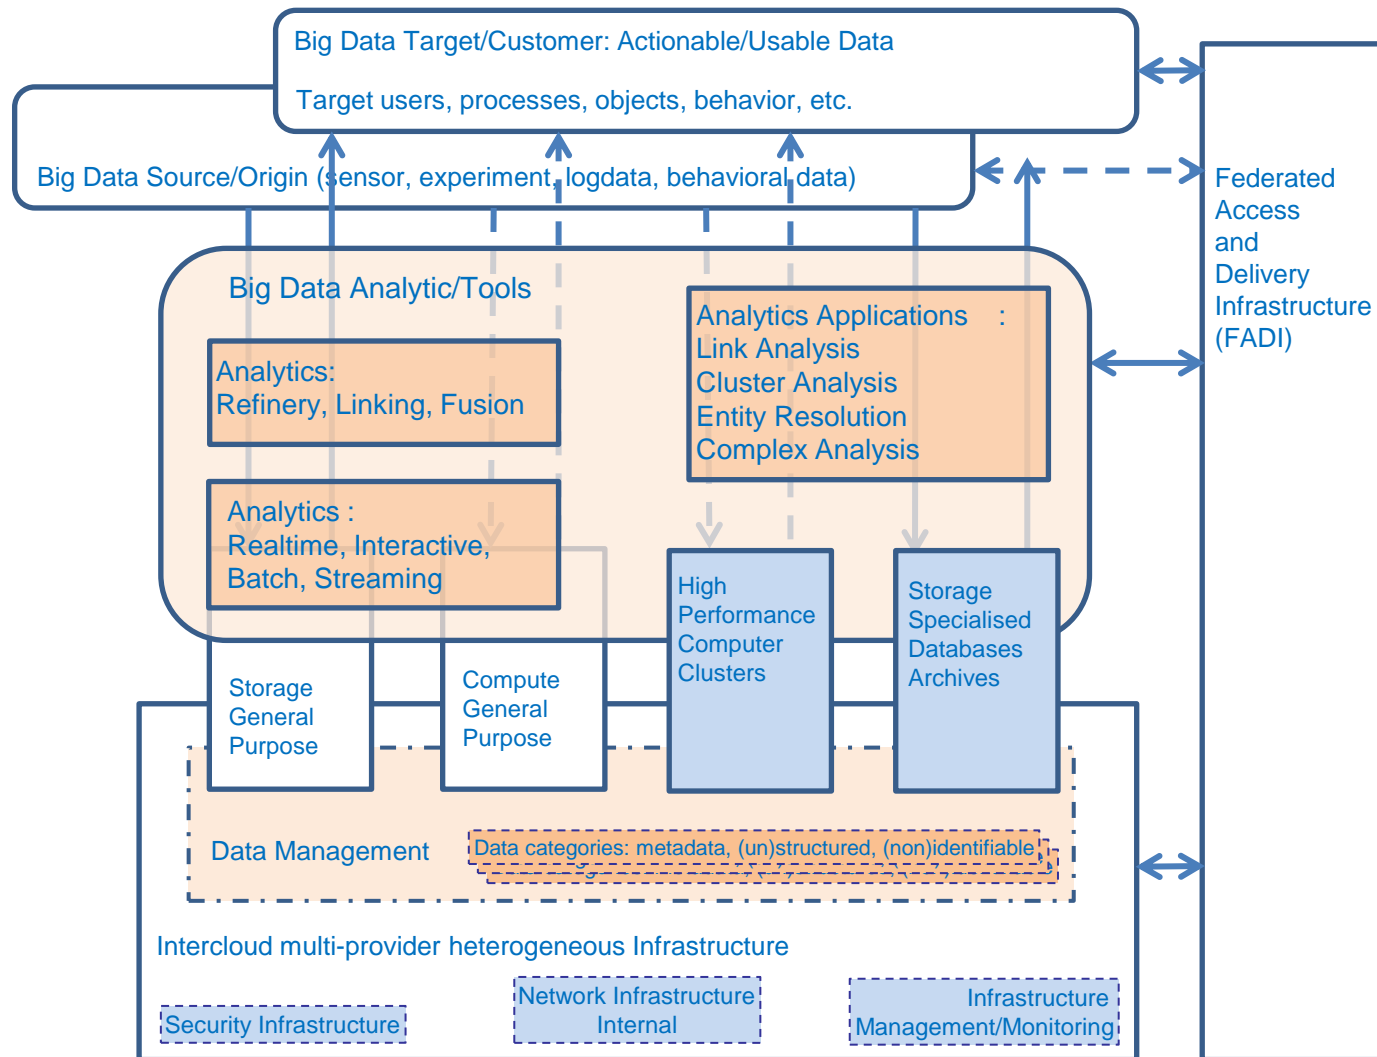 Big Data Target/Customer: Actionable/Usable Data
Target users, processes, objects, behavior, etc.
Big Data Source/Origin (sensor, experiment, logdata, behavioral data)
Federated
Access
and
Delivery
Infrastructure
(FADI)
Big Data Analytic/Tools
Analytics Applications :
Link Analysis
Cluster Analysis
Entity Resolution
Complex Analysis
Analytics:
Refinery, Linking, Fusion
Analytics :
Realtime, Interactive,
Batch, Streaming
Storage
General
Purpose
Compute
General
Purpose
High
Performance
Computer
Clusters
Storage
Specialised
Databases
Archives
Data Management
Data categories: metadata, (un)structured, (non)identifiable
Intercloud multi-provider heterogeneous Infrastructure
Security Infrastructure
Network Infrastructure
Internal
Infrastructure
Management/Monitoring